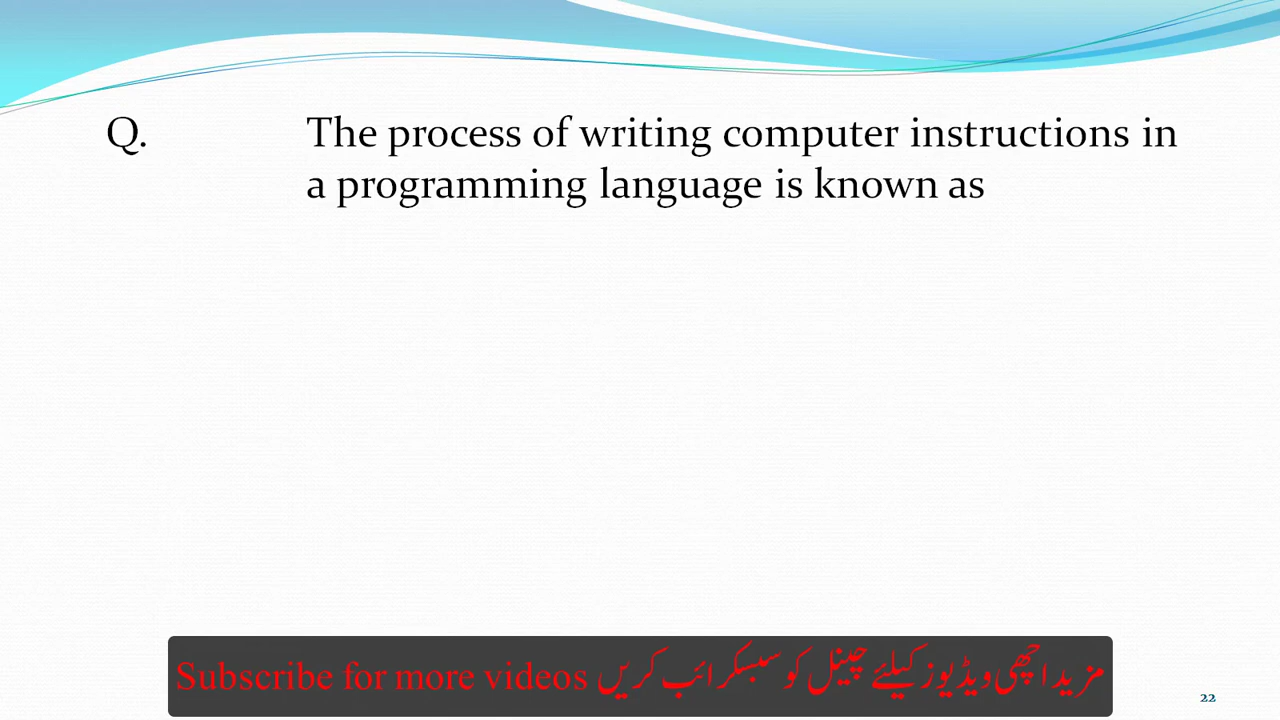 Q. The process of writing computer instructions in
a programming language is known as
Subscribe for more videos مزید اچھی ویڈیوز کیلئے چینل کو سبسکرائب کریں
22